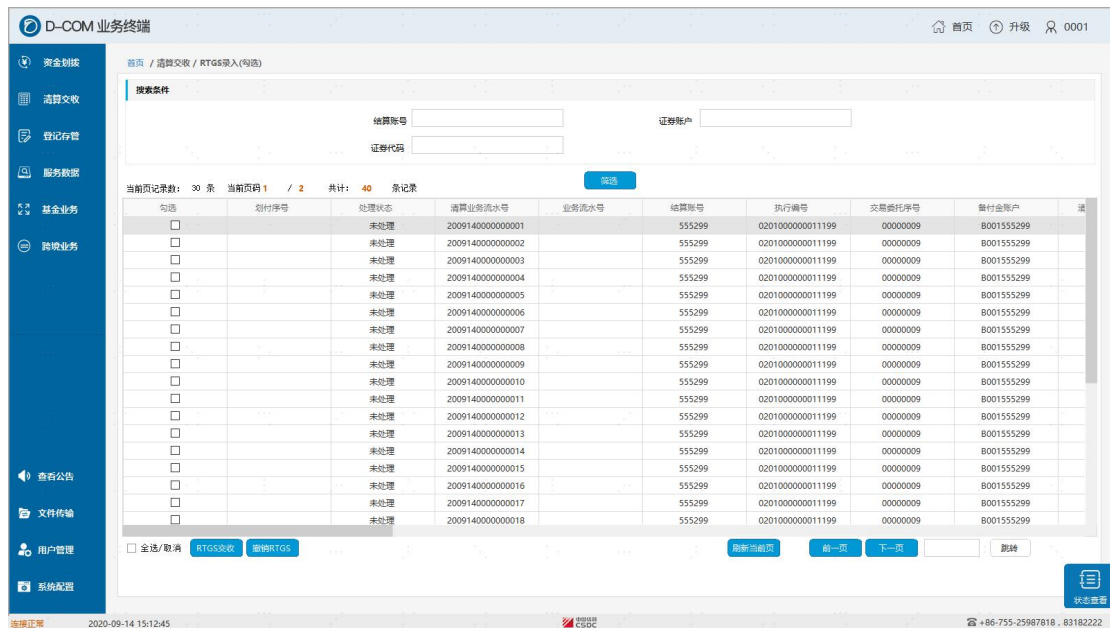 D-COM 业务终端
首页 升级 0001
资金划拨
清算交收
登记存管
服务数据
基金业务
跨境业务
查看公告
文件传输
用户管理
系统配置
首页 / 清算交收 / RTGS录入(勾选)
搜索条件
结算账号 证券账户
证券代码
筛选
当前页记录数: 30 条 当前页码 1 / 2 共计: 40 条记录
勾选 划付序号 处理状态 清算业务流水号 业务流水号 结算账号 执行编号 交易委托序号 备付金账户 清
未处理 2009140000000001 555299 0201000000011199 00000009 B001555299
未处理 2009140000000002 555299 0201000000011199 00000009 B001555299
未处理 2009140000000003 555299 0201000000011199 00000009 B001555299
未处理 2009140000000004 555299 0201000000011199 00000009 B001555299
未处理 2009140000000005 555299 0201000000011199 00000009 B001555299
未处理 2009140000000006 555299 0201000000011199 00000009 B001555299
未处理 2009140000000007 555299 0201000000011199 00000009 B001555299
未处理 2009140000000008 555299 0201000000011199 00000009 B001555299
未处理 2009140000000009 555299 0201000000011199 00000009 B001555299
未处理 2009140000000010 555299 0201000000011199 00000009 B001555299
未处理 2009140000000011 555299 0201000000011199 00000009 B001555299
未处理 2009140000000012 555299 0201000000011199 00000009 B001555299
未处理 2009140000000013 555299 0201000000011199 00000009 B001555299
未处理 2009140000000014 555299 0201000000011199 00000009 B001555299
未处理 2009140000000015 555299 0201000000011199 00000009 B001555299
未处理 2009140000000016 555299 0201000000011199 00000009 B001555299
未处理 2009140000000017 555299 0201000000011199 00000009 B001555299
未处理 2009140000000018 555299 0201000000011199 00000009 B001555299
全选/取消 RTGS交收 撤销RTGS 刷新当前页 前一页 下一页 跳转
状态查看
连接正常 2020-09-14 15:12:45 中国结算 CSDC +86-755-25987818 , 83182222